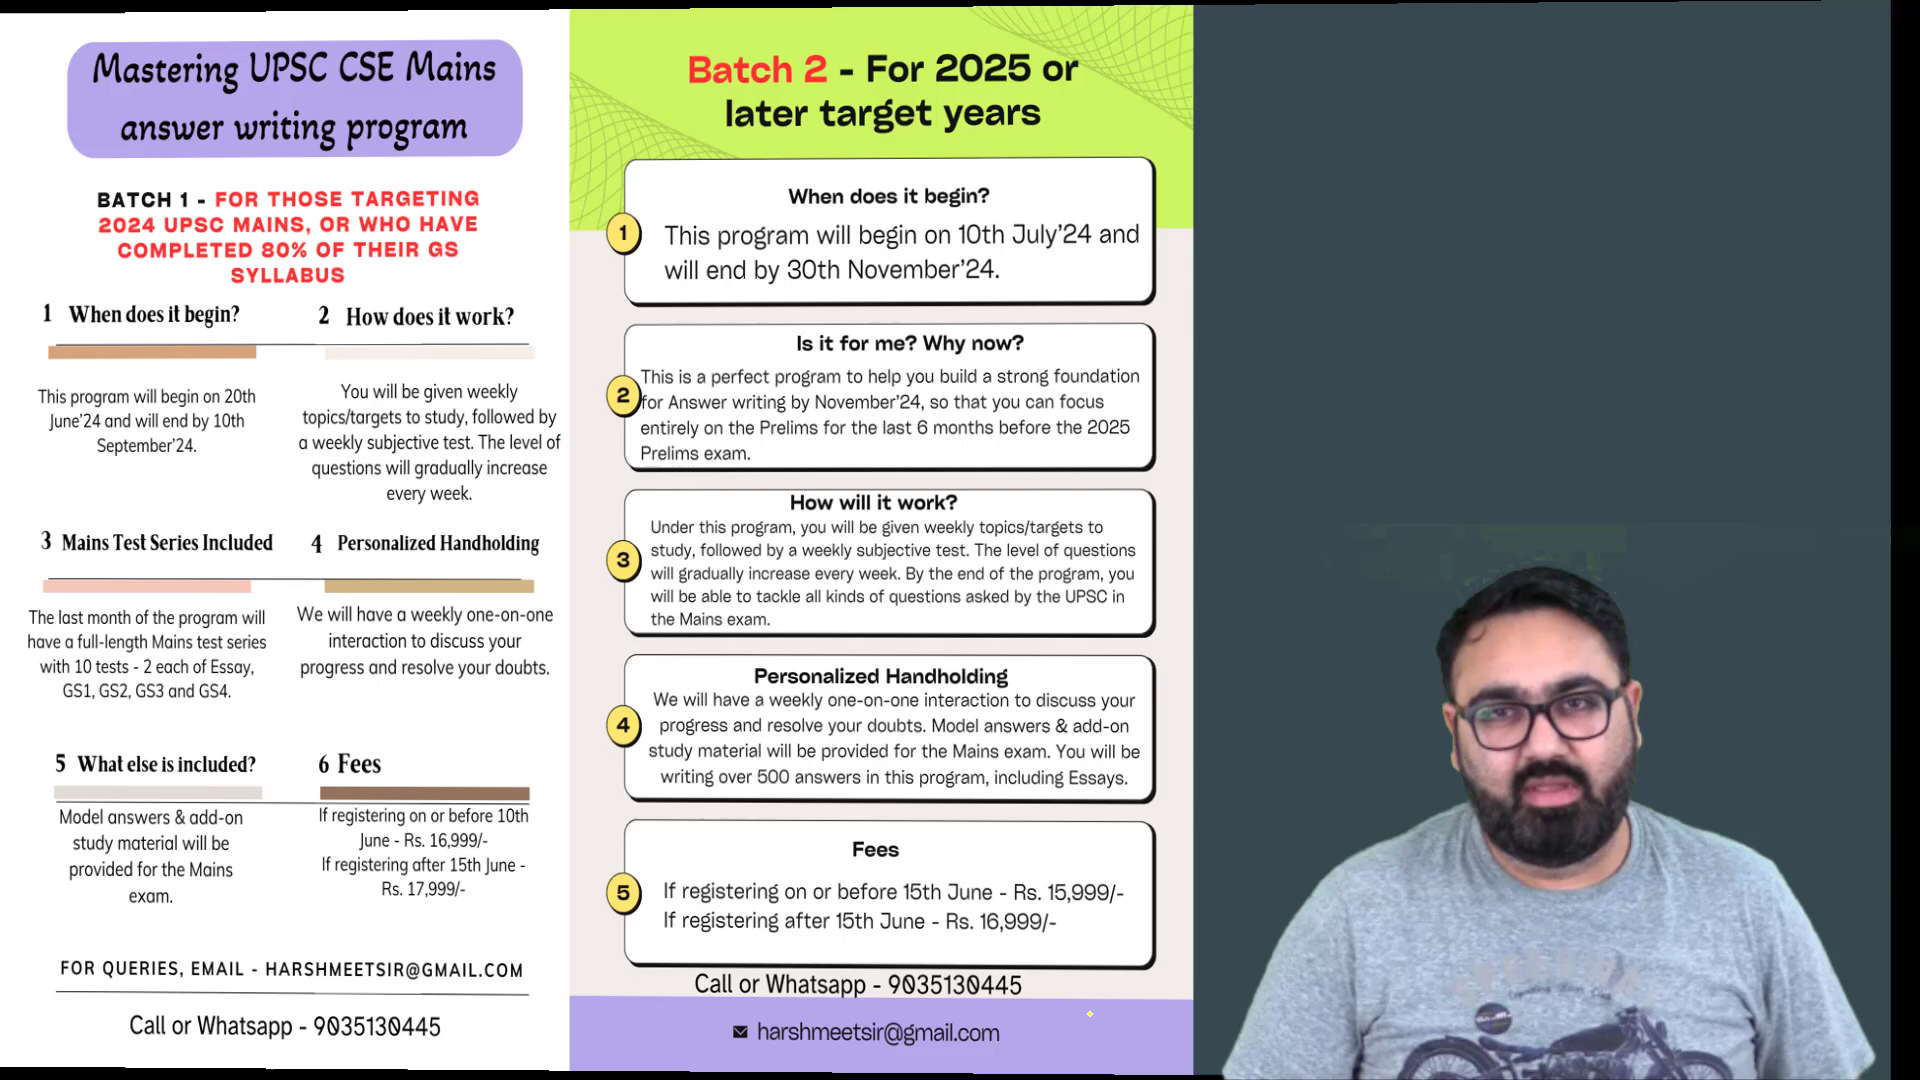 Mastering UPSC CSE Mains
answer writing program
BATCH 1 - FOR THOSE TARGETING
2024 UPSC MAINS, OR WHO HAVE
COMPLETED 80% OF THEIR GS
SYLLABUS
1 When does it begin?
This program will begin on 20th
June'24 and will end by 10th
September'24.
2 How does it work?
You will be given weekly
topics/targets to study, followed by
a weekly subjective test. The level of
questions will gradually increase
every week.
3 Mains Test Series Included
The last month of the program will
have a full-length Mains test series
with 10 tests - 2 each of Essay,
GS1, GS2, GS3 and GS4.
4 Personalized Handholding
We will have a weekly one-on-one
interaction to discuss your
progress and resolve your doubts.
5 What else is included?
Model answers & add-on
study material will be
provided for the Mains
exam.
6 Fees
If registering on or before 10th
June - Rs. 16,999/-
If registering after 15th June -
Rs. 17,999/-
FOR QUERIES, EMAIL - HARSHMEETSIR@GMAIL.COM
Call or Whatsapp - 9035130445
Batch 2 - For 2025 or
later target years
1
When does it begin?
This program will begin on 10th July'24 and
will end by 30th November'24.
2
Is it for me? Why now?
This is a perfect program to help you build a strong foundation
for Answer writing by November'24, so that you can focus
entirely on the Prelims for the last 6 months before the 2025
Prelims exam.
3
How will it work?
Under this program, you will be given weekly topics/targets to
study, followed by a weekly subjective test. The level of questions
will gradually increase every week. By the end of the program, you
will be able to tackle all kinds of questions asked by the UPSC in
the Mains exam.
4
Personalized Handholding
We will have a weekly one-on-one interaction to discuss your
progress and resolve your doubts. Model answers & add-on
study material will be provided for the Mains exam. You will be
writing over 500 answers in this program, including Essays.
5
Fees
If registering on or before 15th June - Rs. 15,999/-
If registering after 15th June - Rs. 16,999/-
Call or Whatsapp - 9035130445
harshmeetsir@gmail.com